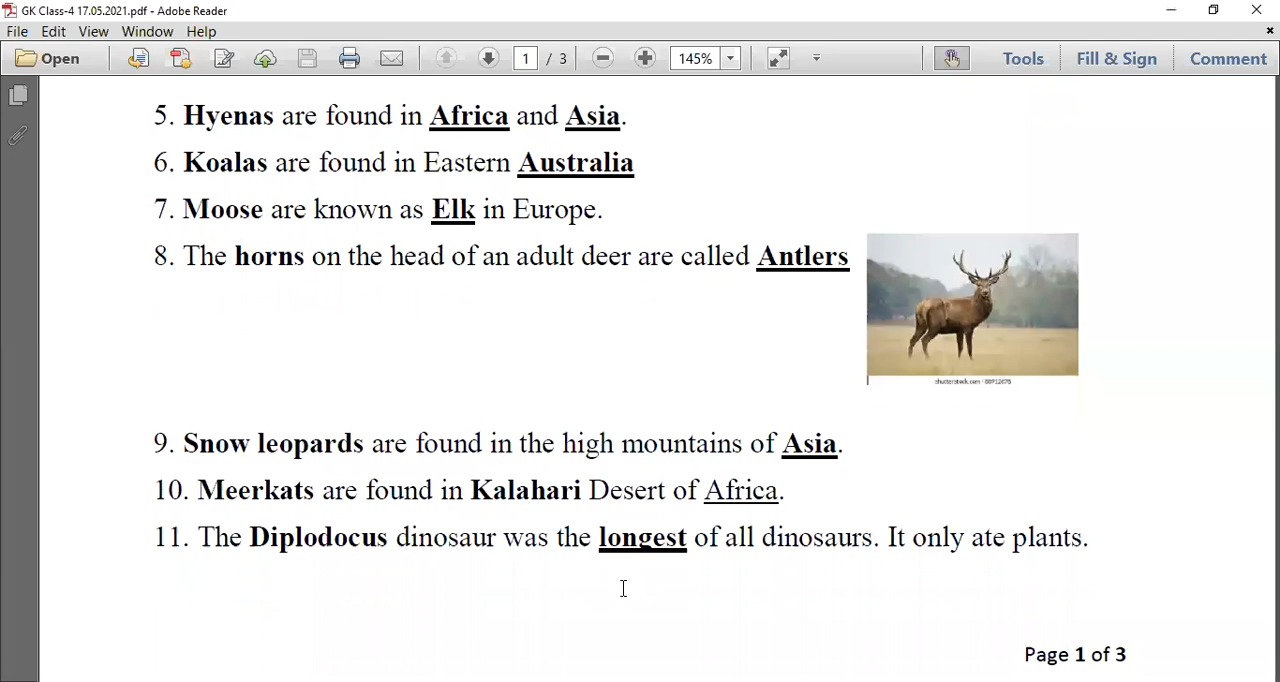 GK Class-4 17.05.2021.pdf - Adobe Reader
File Edit View Window Help
Open 1 / 3 145% Tools Fill & Sign Comment
5. Hyenas are found in Africa and Asia.
6. Koalas are found in Eastern Australia
7. Moose are known as Elk in Europe.
8. The horns on the head of an adult deer are called Antlers
9. Snow leopards are found in the high mountains of Asia.
10. Meerkats are found in Kalahari Desert of Africa.
11. The Diplodocus dinosaur was the longest of all dinosaurs. It only ate plants.
Page 1 of 3